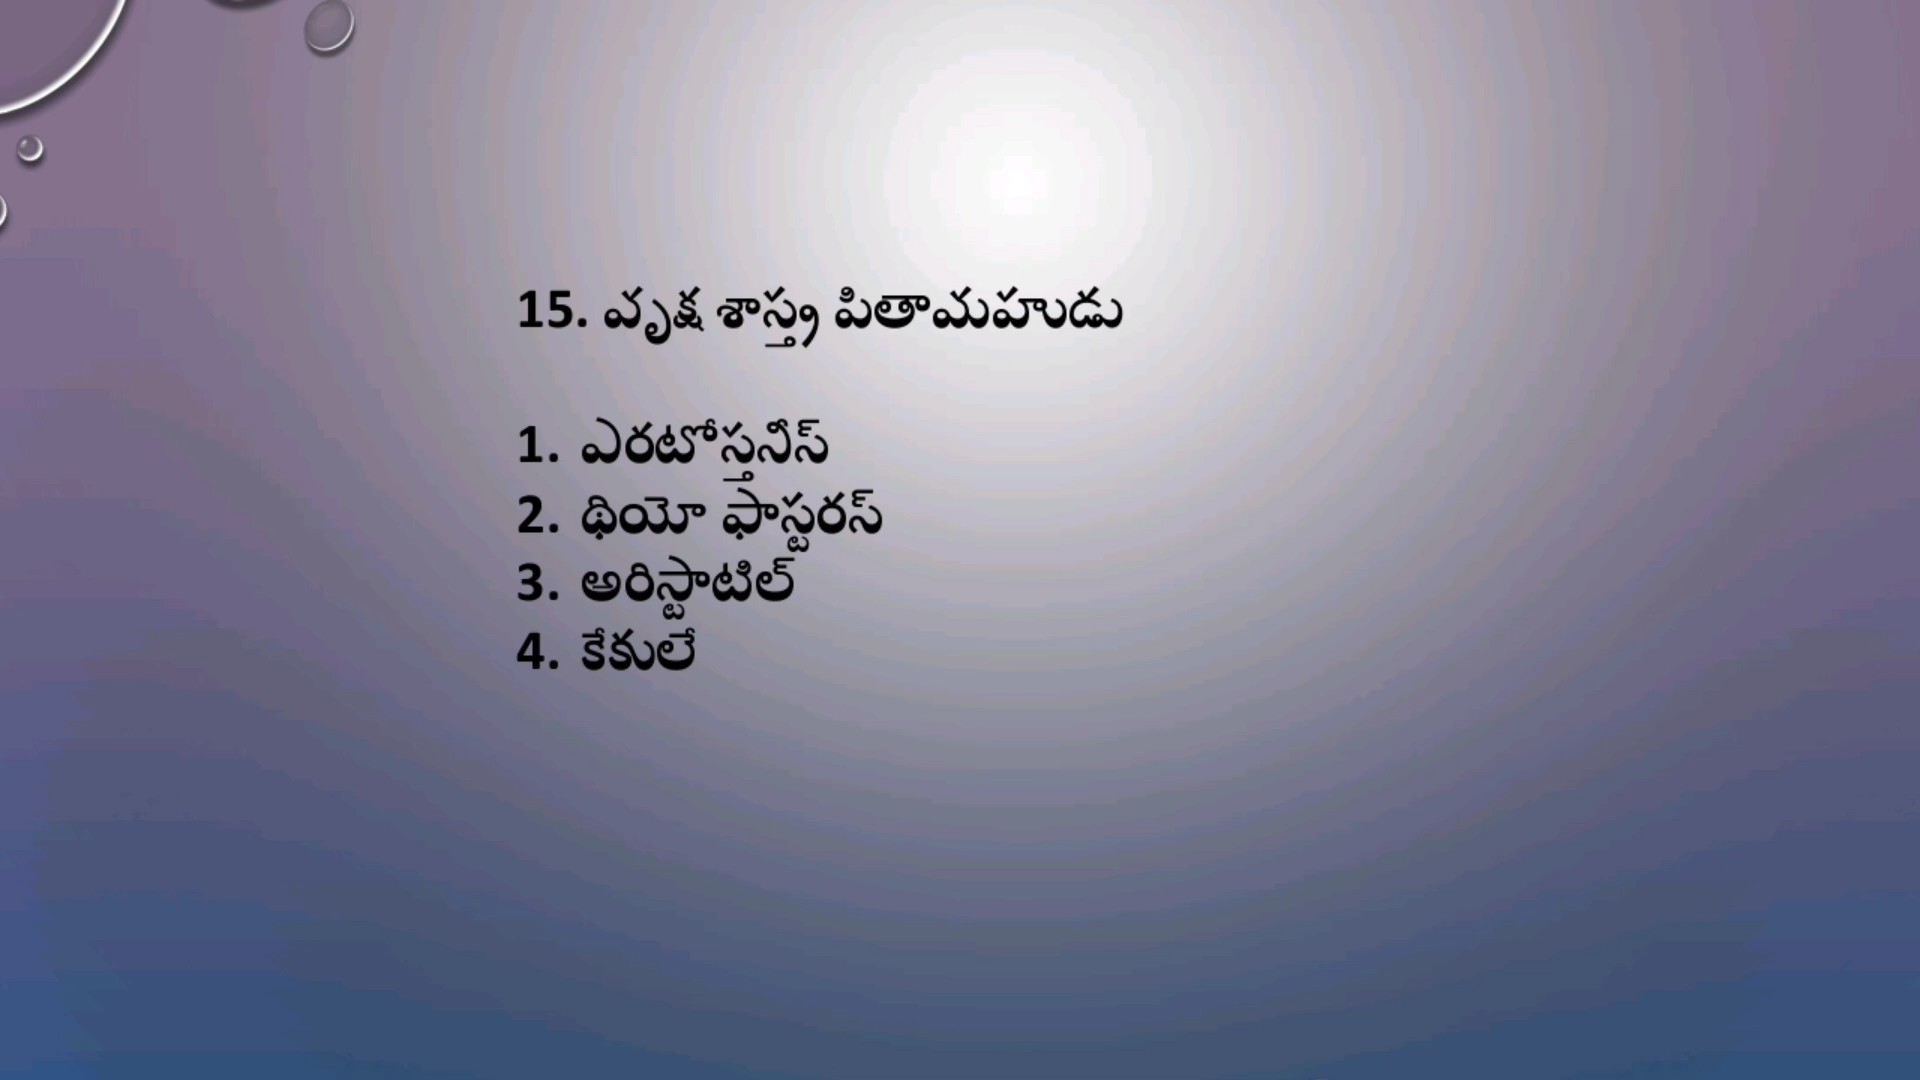 15. వృక్ష శాస్త్ర పితామహుడు
1. ఎరటోస్తనీస్
2. థియో ఫాస్టరస్
3. అరిస్టాటిల్
4. కేకులే